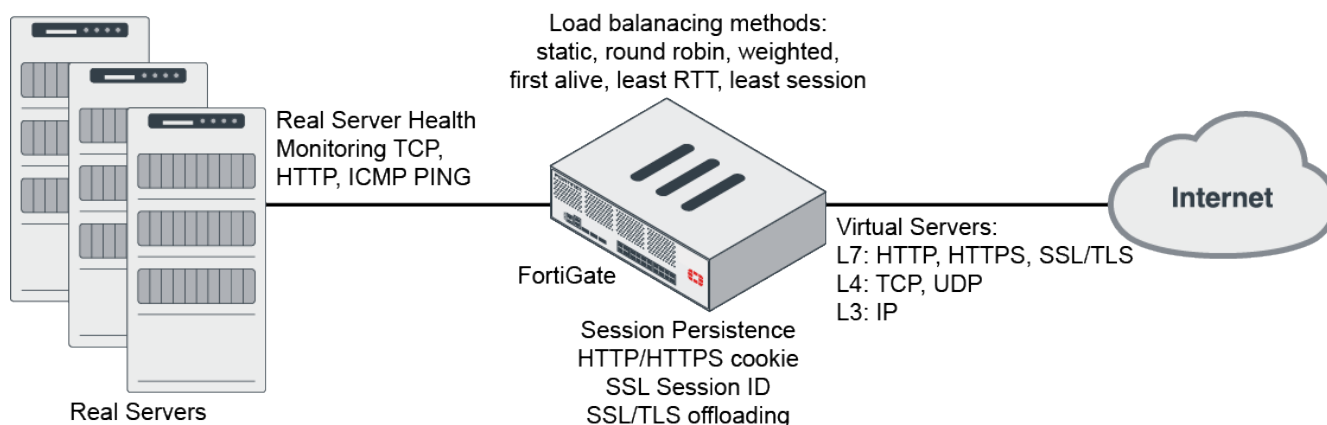 Load balanacing methods:
static, round robin, weighted,
first alive, least RTT, least session
Real Server Health
Monitoring TCP,
HTTP, ICMP PING
Internet
Virtual Servers:
L7: HTTP, HTTPS, SSL/TLS
L4: TCP, UDP
L3: IP
FortiGate
Session Persistence
HTTP/HTTPS cookie
SSL Session ID
SSL/TLS offloading
Real Servers